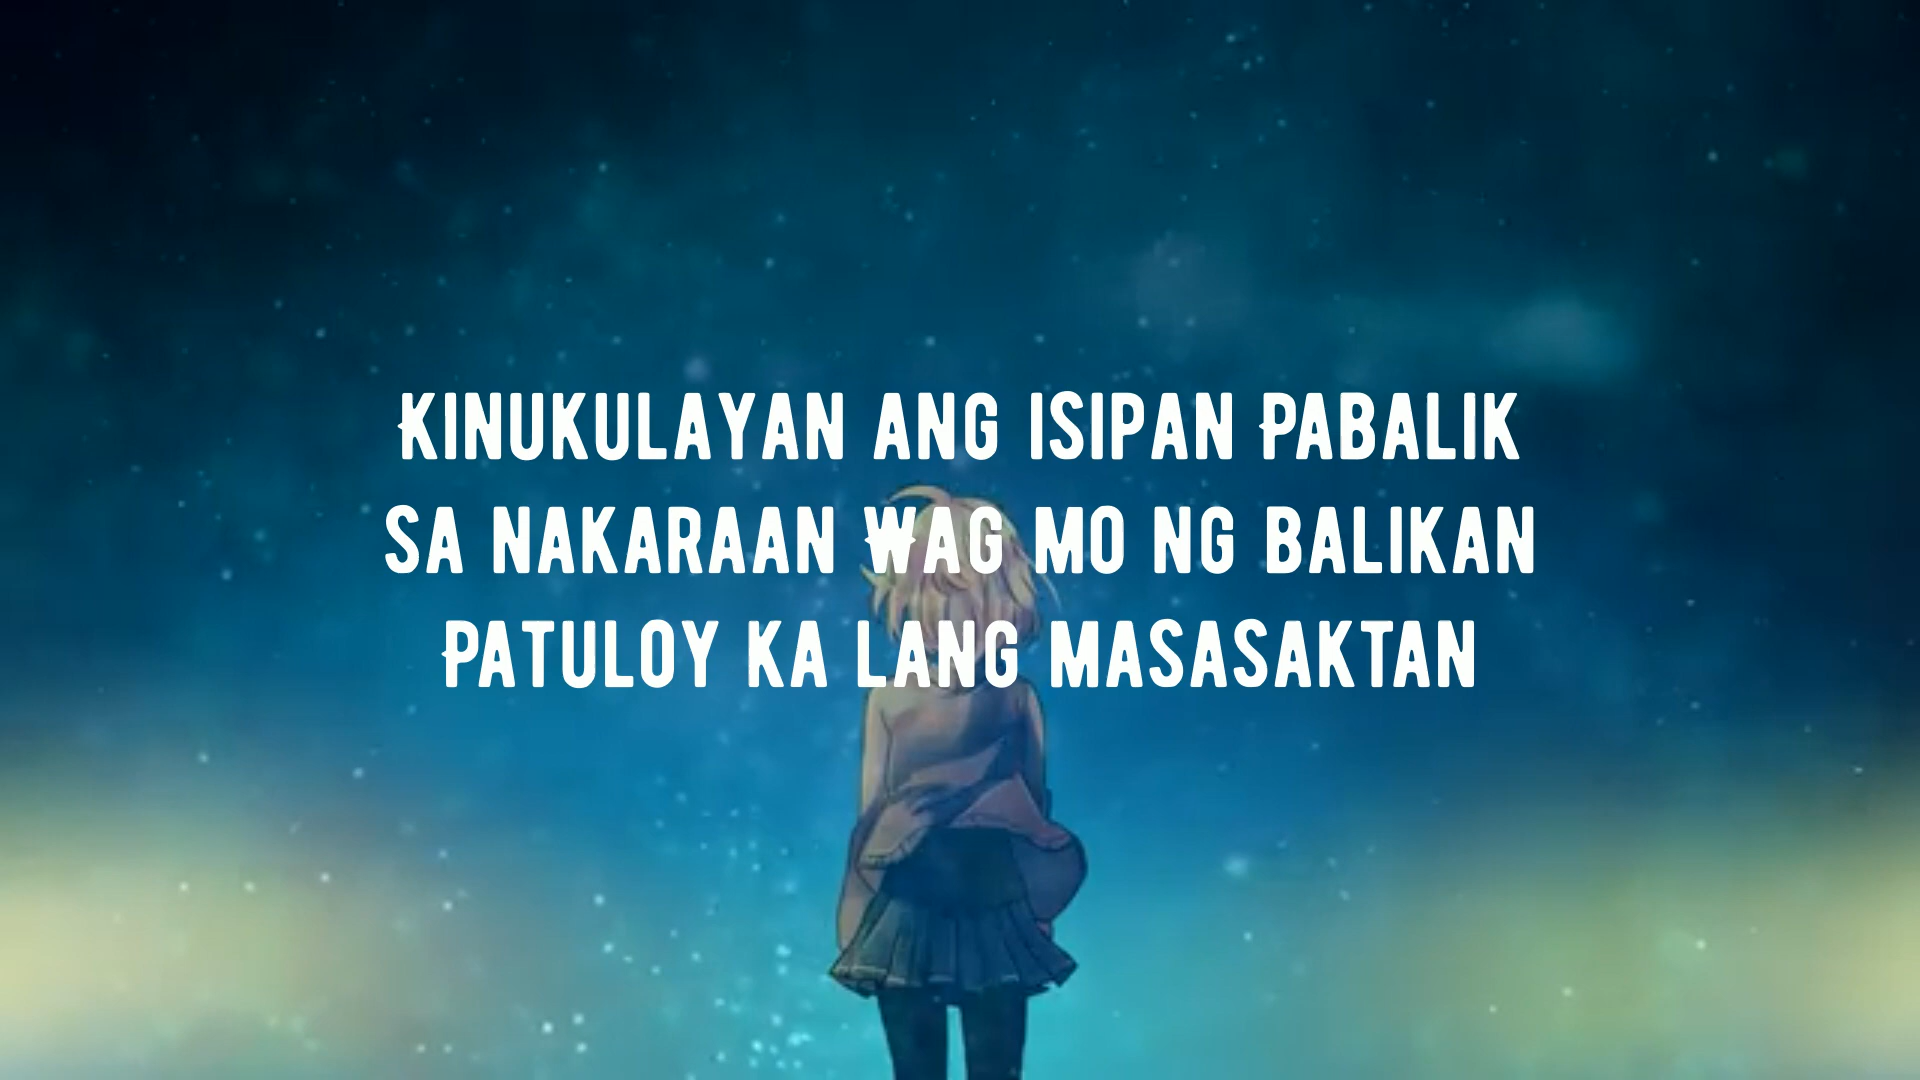 Kinukulayan ang isipan Pabalik
sa nakaraan Wag mo ng balikan
Patuloy ka lang masasaktan